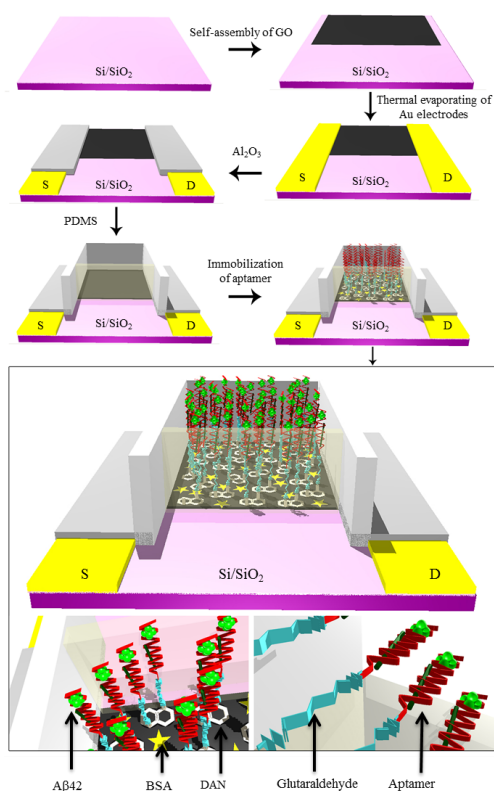 Self-assembly of GO
Si/SiO2
Si/SiO2
Thermal evaporating of
Au electrodes
Al2O3
S
Si/SiO2
D
S
Si/SiO2
D
PDMS
Immobilization
of aptamer
S
Si/SiO2
D
S
Si/SiO2
D
S
Si/SiO2
D
Aβ42
BSA
DAN
Glutaraldehyde
Aptamer